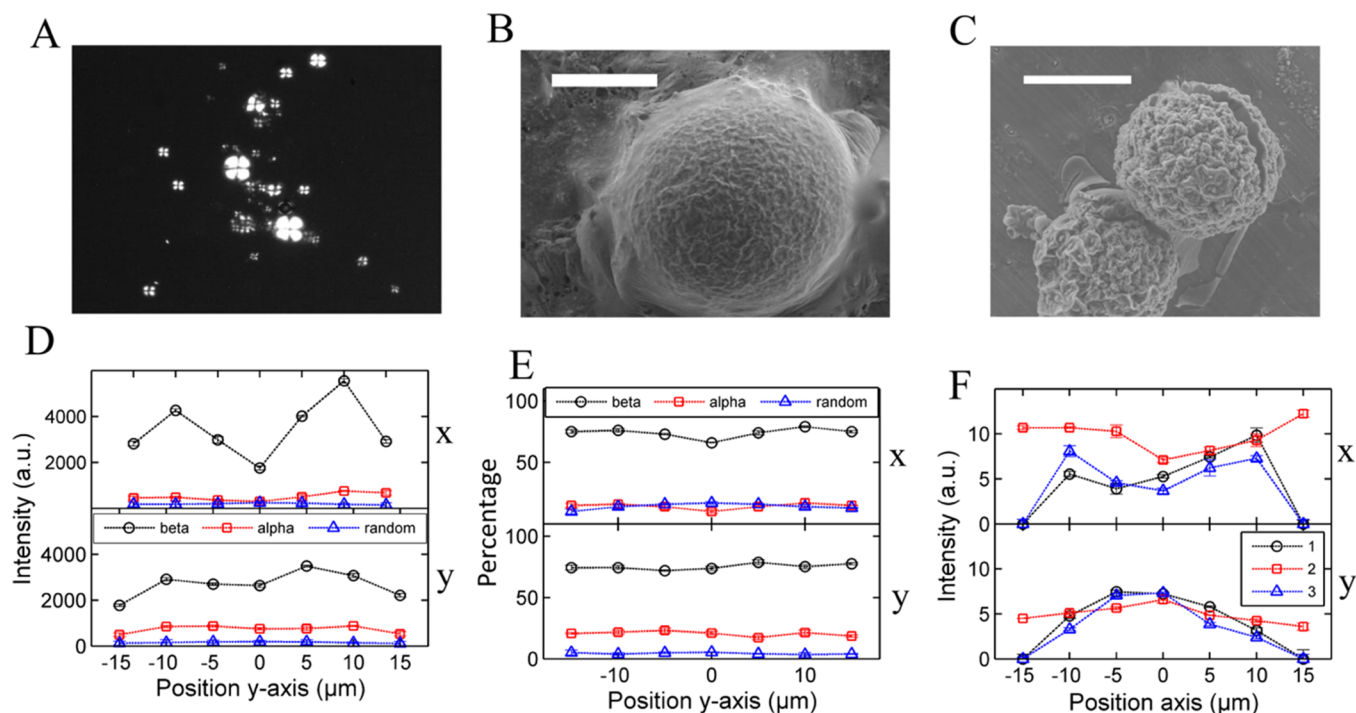 A
B
C
D
4000
2000
x
beta alpha random
4000
2000
0
y
Intensity (a.u.)
-15 -10 -5 0 5 10 15
Position y-axis (µm)
E
100
beta alpha random
50
0
x
100
50
0
y
Percentage
-10 0 10
Position y-axis (µm)
F
15
10
5
0
x
10
5
0
y
1
2
3
Intensity (a.u.)
-15 -10 -5 0 5 10 15
Position axis (µm)